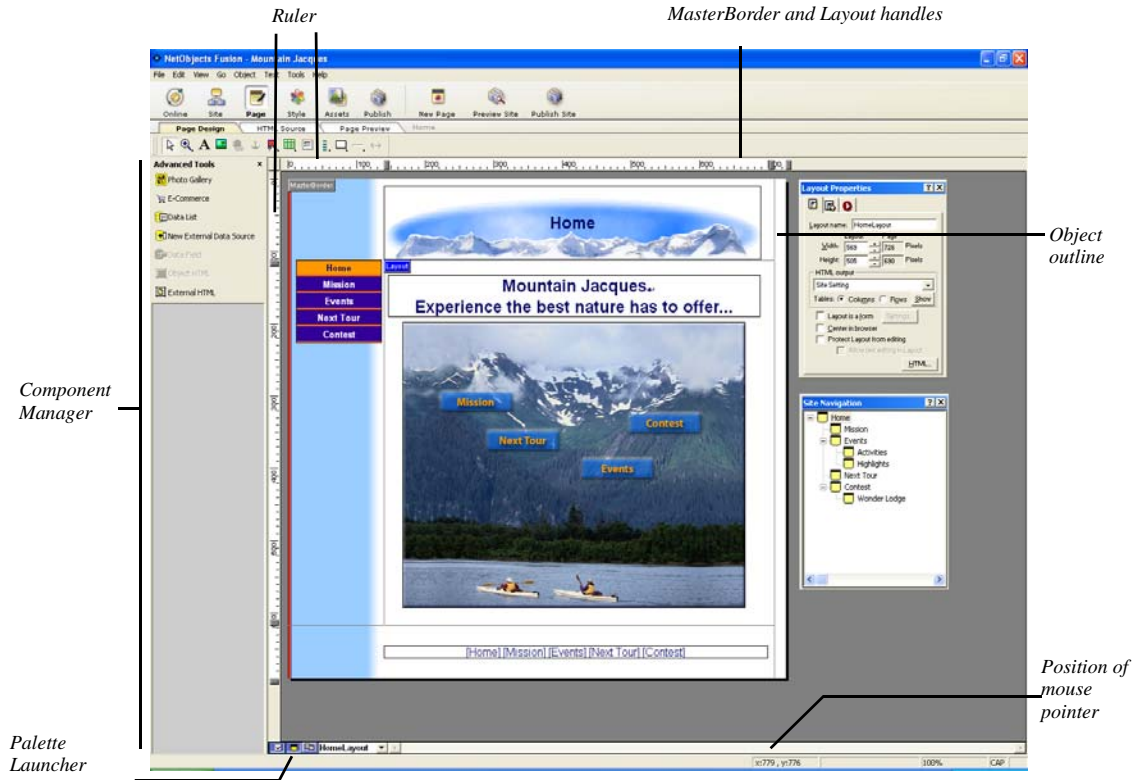 Ruler
MasterBorder and Layout handles
NetObjects Fusion - Mountain Jacques
File Edit View Go Object Text Tools Help
Online Site Page Style Assets Publish New Page Preview Site Publish Site
Page Design HTML Source Page Preview Home
Advanced Tools
Photo Gallery
E-Commerce
Data List
New External Data Source
Data Field
Object HTML
External HTML
MasterBorder
Home
Layout
Home
Mission
Events
Next Tour
Contest
Mountain Jacques.
Experience the best nature has to offer...
Mission
Next Tour
Contest
Events
[Home] [Mission] [Events] [Next Tour] [Contest]
Layout Properties
Layout name: HomeLayout
Layout Page
Width: 569 726 Pixels
Height: 505 690 Pixels
HTML output
Site Setting
Tables: Columns Rows Show
Layout is a form Settings...
Center in browser
Protect Layout from editing
HTML...
Site Navigation
Home
Mission
Events
Activities
Highlights
Next Tour
Contest
Wonder Lodge
Object
outline
Component
Manager
Position of
mouse
pointer
Palette
Launcher
HomeLayout
x:779 , y:776 100% CAP